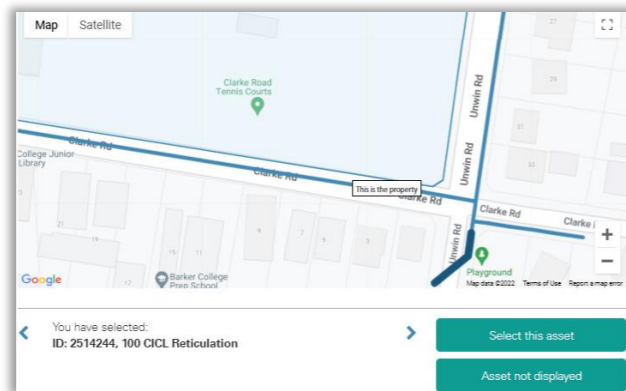 Map
Satellite
27
29
Clarke Road
Tennis Courts
Unwin Rd
31
Clarke Rd
College Junior
Library
Unwin Rd
33
Clarke Rd
This is the property
Clarke Rd
Clarke Rd
Clarke
21
19
11
9
7
5
3
Unwin Rd
+
−
Playground
17
Barker College
Prep School
Google
Map data ©2022
Terms of Use
Report a map error
You have selected:
ID: 2514244, 100 CICL Reticulation
Select this asset
Asset not displayed